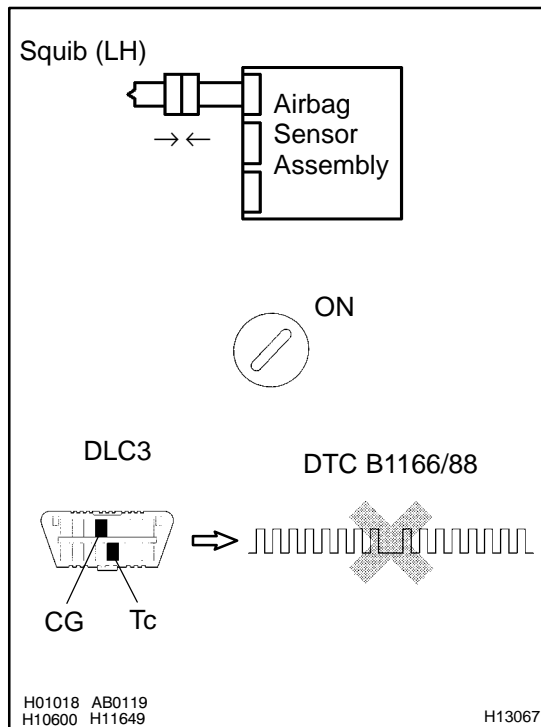 Squib (LH)
Airbag
Sensor
Assembly
ON
DLC3
DTC B1166/88
CG
Tc
H01018 AB0119
H10600 H11649
H13067